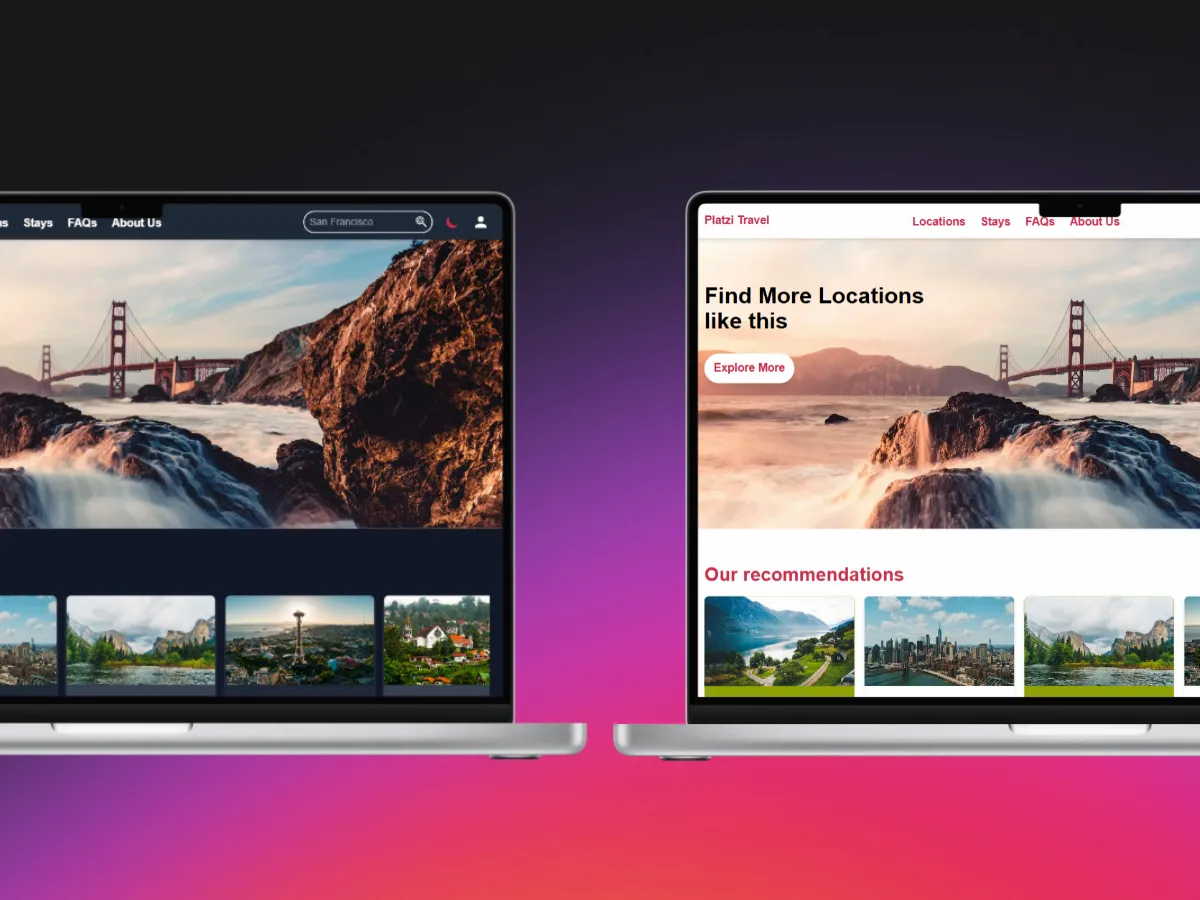 ns Stays FAQs About Us
San Francisco
Platzi Travel
Locations Stays FAQs About Us
Find More Locations
like this
Explore More
Our recommendations